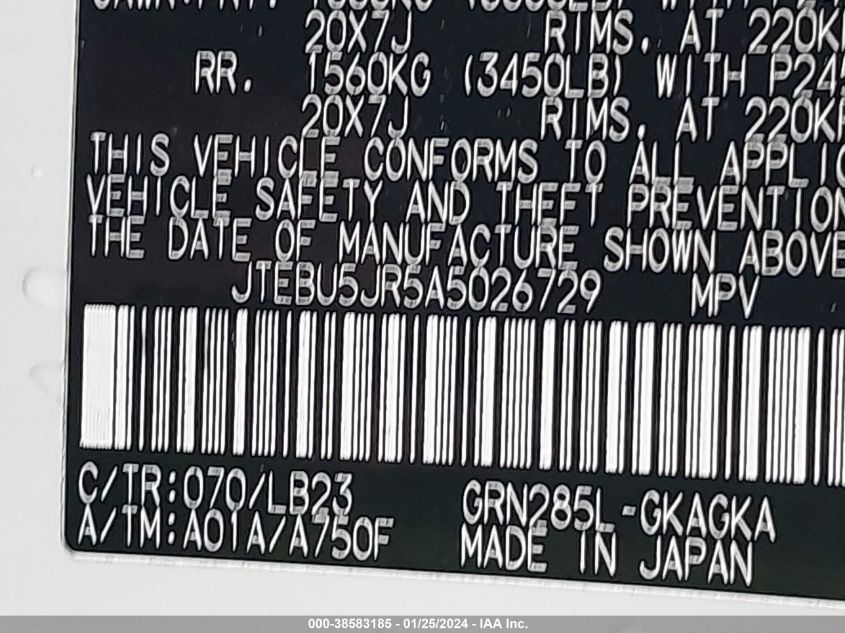 20X7J RIMS. AT 220K
RR. 1560KG (3450LB) WITH P24
20X7J RIMS. AT 220K
THIS VEHICLE CONFORMS TO ALL APPLIC
VEHICLE SAFETY AND THEFT PREVENTION
THE DATE OF MANUFACTURE SHOWN ABOVE
JTEBU5JR5A5026729 MPV
C/TR:070/LB23 GRN285L-GKAGKA
A/TM:A01A/A750F MADE IN JAPAN
000-38583185 - 01/25/2024 - IAA Inc.